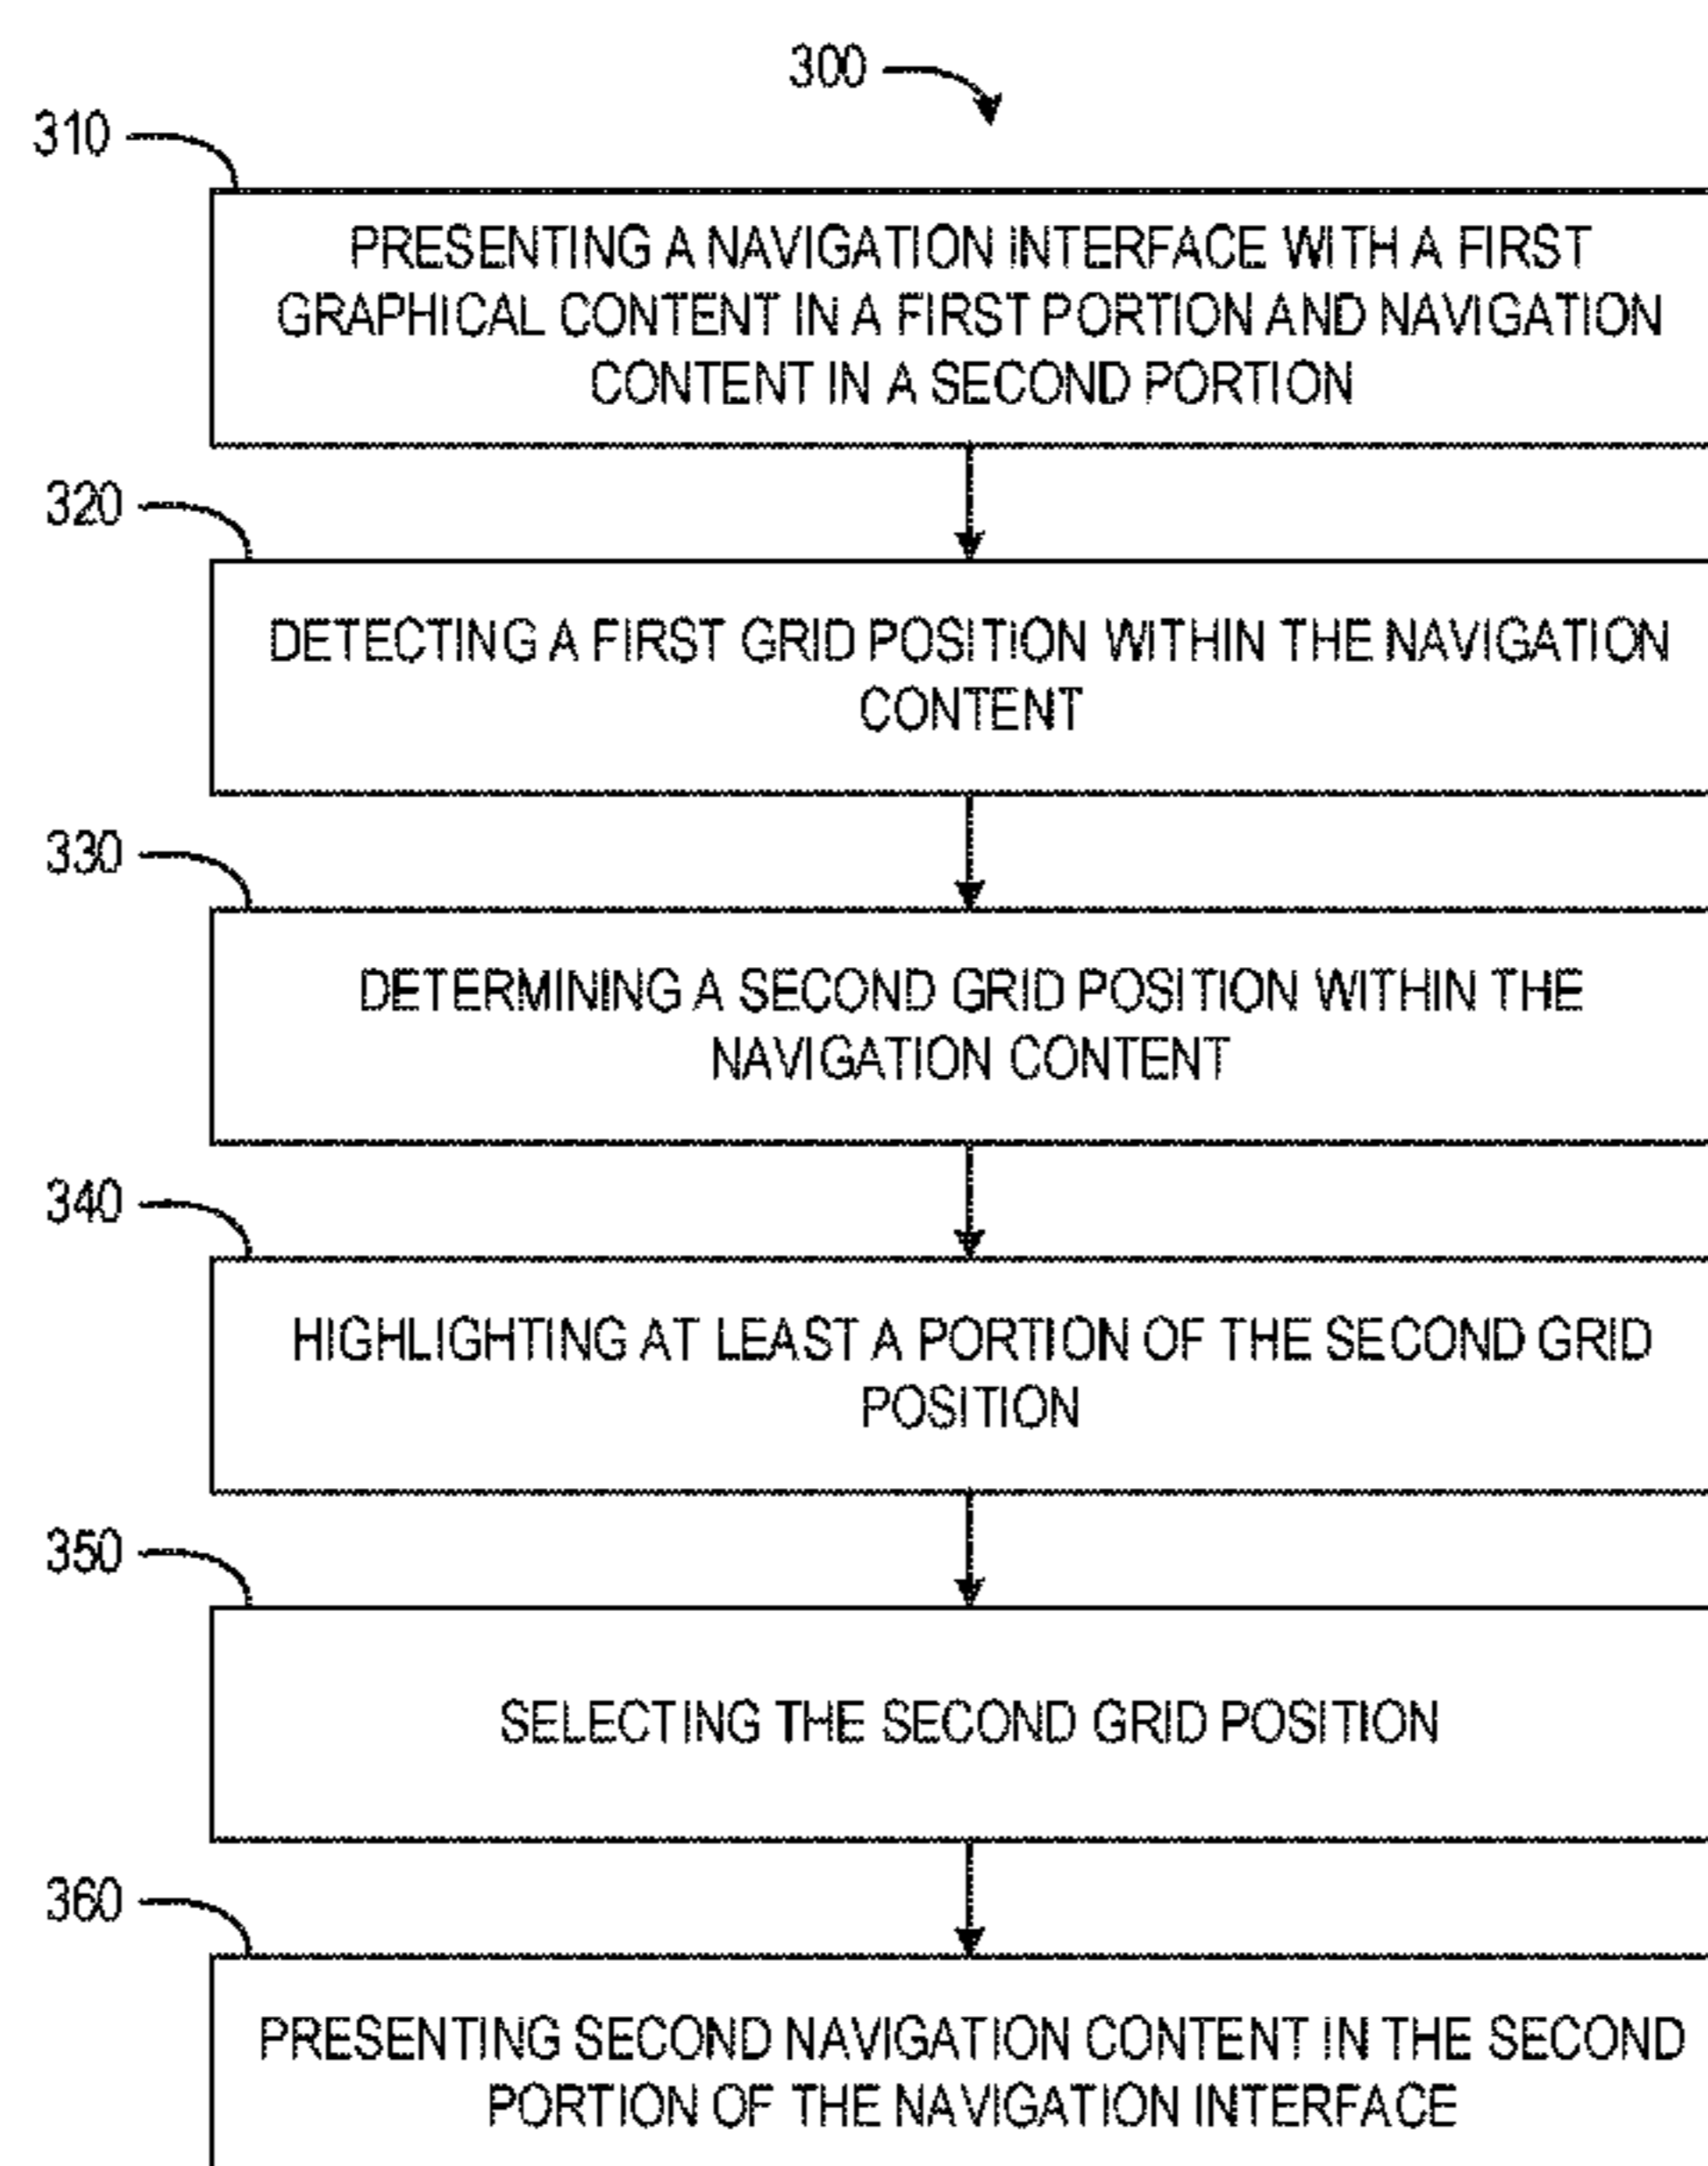 300
310
PRESENTING A NAVIGATION INTERFACE WITH A FIRST
GRAPHICAL CONTENT IN A FIRST PORTION AND NAVIGATION
CONTENT IN A SECOND PORTION
320
DETECTING A FIRST GRID POSITION WITHIN THE NAVIGATION
CONTENT
330
DETERMINING A SECOND GRID POSITION WITHIN THE
NAVIGATION CONTENT
340
HIGHLIGHTING AT LEAST A PORTION OF THE SECOND GRID
POSITION
350
SELECTING THE SECOND GRID POSITION
360
PRESENTING SECOND NAVIGATION CONTENT IN THE SECOND
PORTION OF THE NAVIGATION INTERFACE